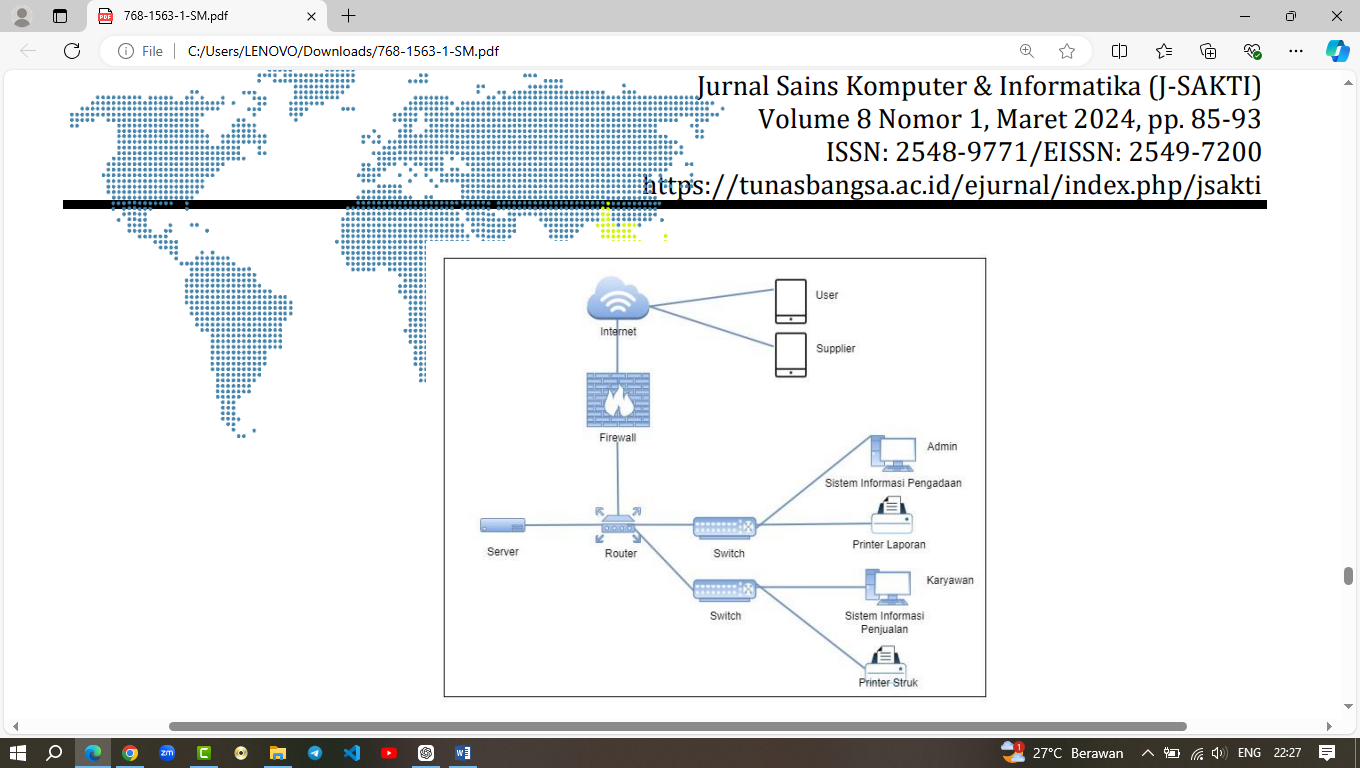 768-1563-1-SM.pdf
File
C:/Users/LENOVO/Downloads/768-1563-1-SM.pdf
Jurnal Sains Komputer & Informatika (J-SAKTI)
Volume 8 Nomor 1, Maret 2024, pp. 85-93
ISSN: 2548-9771/EISSN: 2549-7200
https://tunasbangsa.ac.id/ejurnal/index.php/jsakti
Internet
User
Supplier
Firewall
Server
Router
Switch
Admin
Sistem Informasi Pengadaan
Printer Laporan
Switch
Karyawan
Sistem Informasi
Penjualan
Printer Struk
27°C Berawan
ENG
22:27